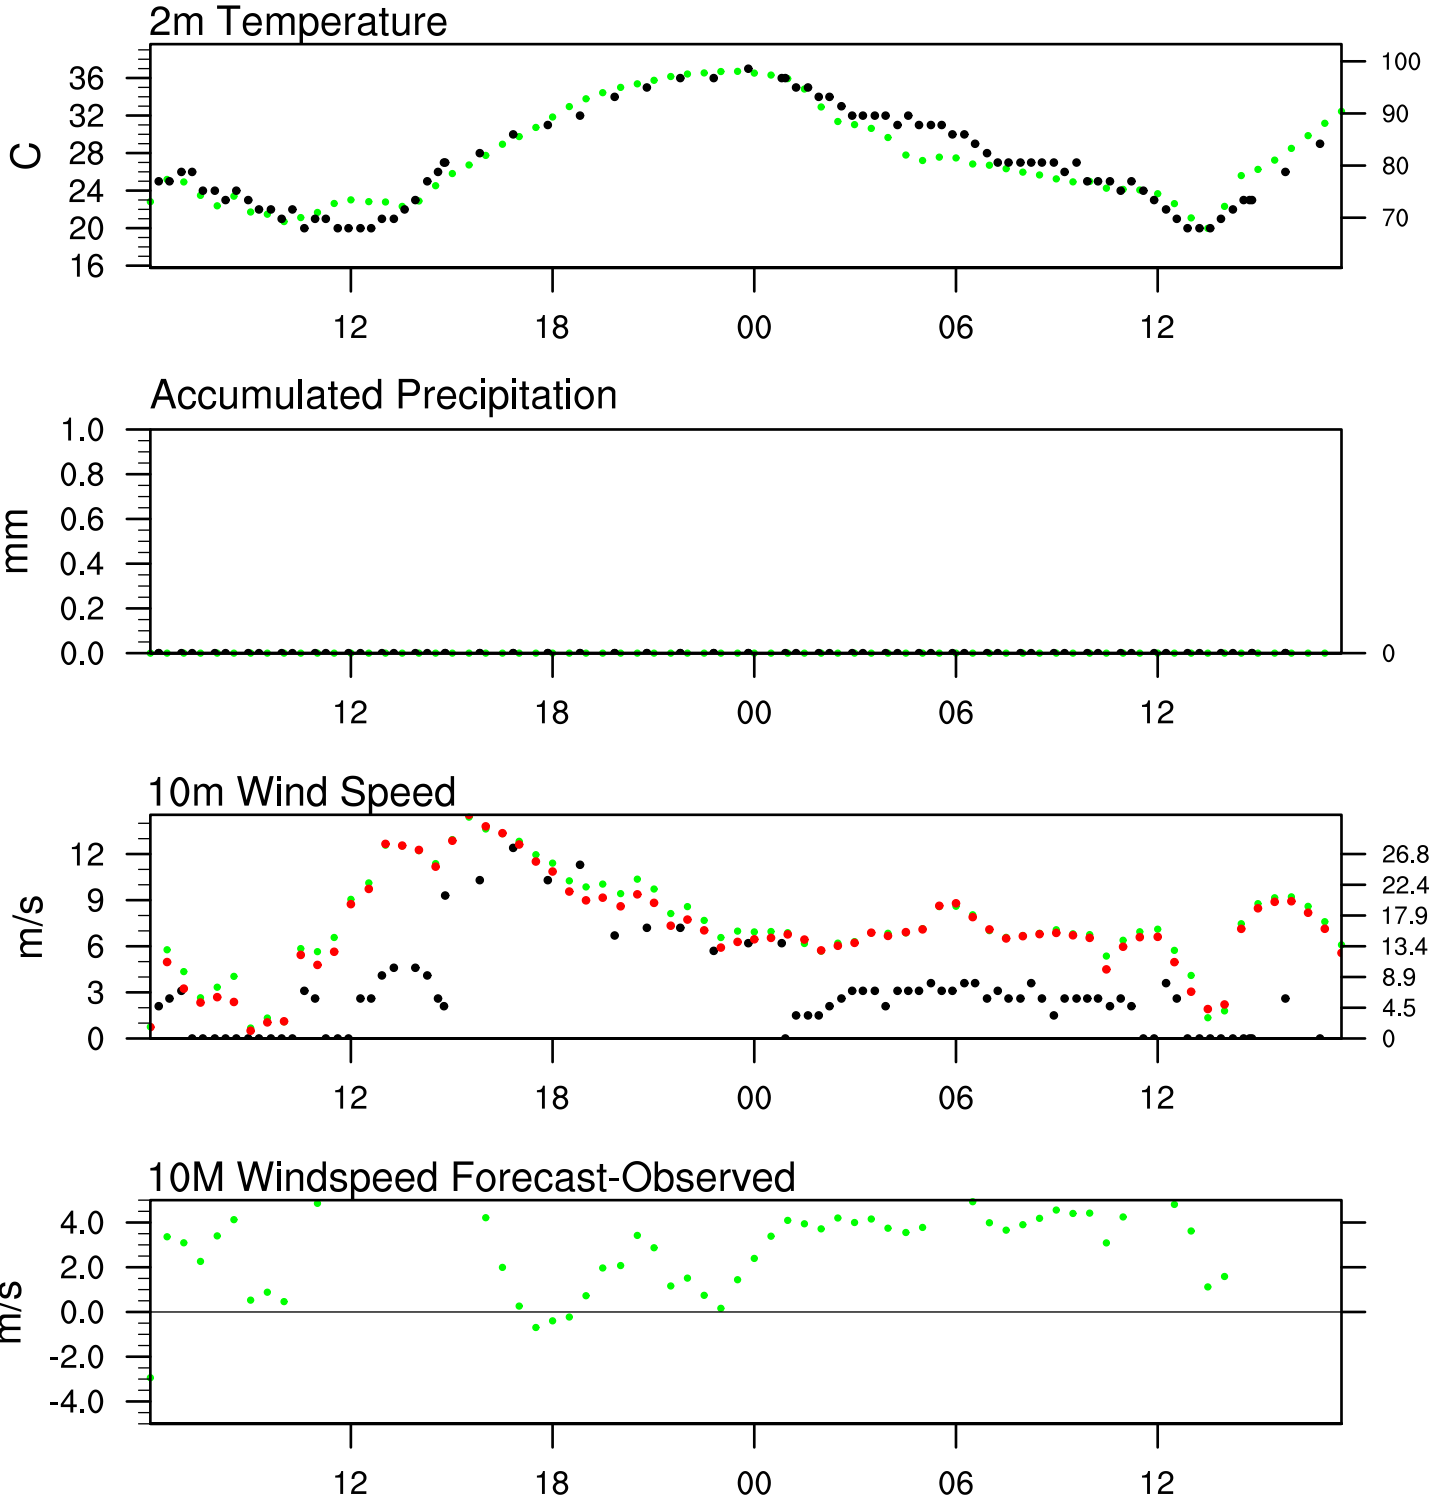 2m Temperature
C
36
32
28
24
20
16
100
90
80
70
12 18 00 06 12
Accumulated Precipitation
mm
1.0
0.8
0.6
0.4
0.2
0.0
0
12 18 00 06 12
10m Wind Speed
m/s
12
9
6
3
0
26.8
22.4
17.9
13.4
8.9
4.5
0
12 18 00 06 12
10M Windspeed Forecast-Observed
m/s
4.0
2.0
0.0
-2.0
-4.0
12 18 00 06 12